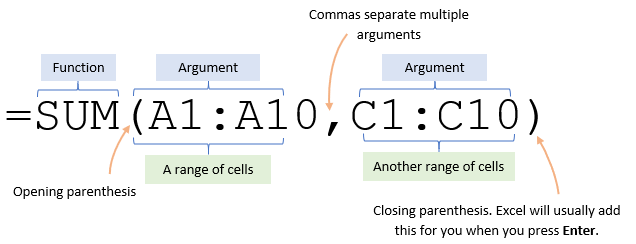 Commas separate multiple
arguments
Function
Argument
Argument
=SUM(A1:A10,C1:C10)
A range of cells
Another range of cells
Opening parenthesis
Closing parenthesis. Excel will usually add
this for you when you press Enter.